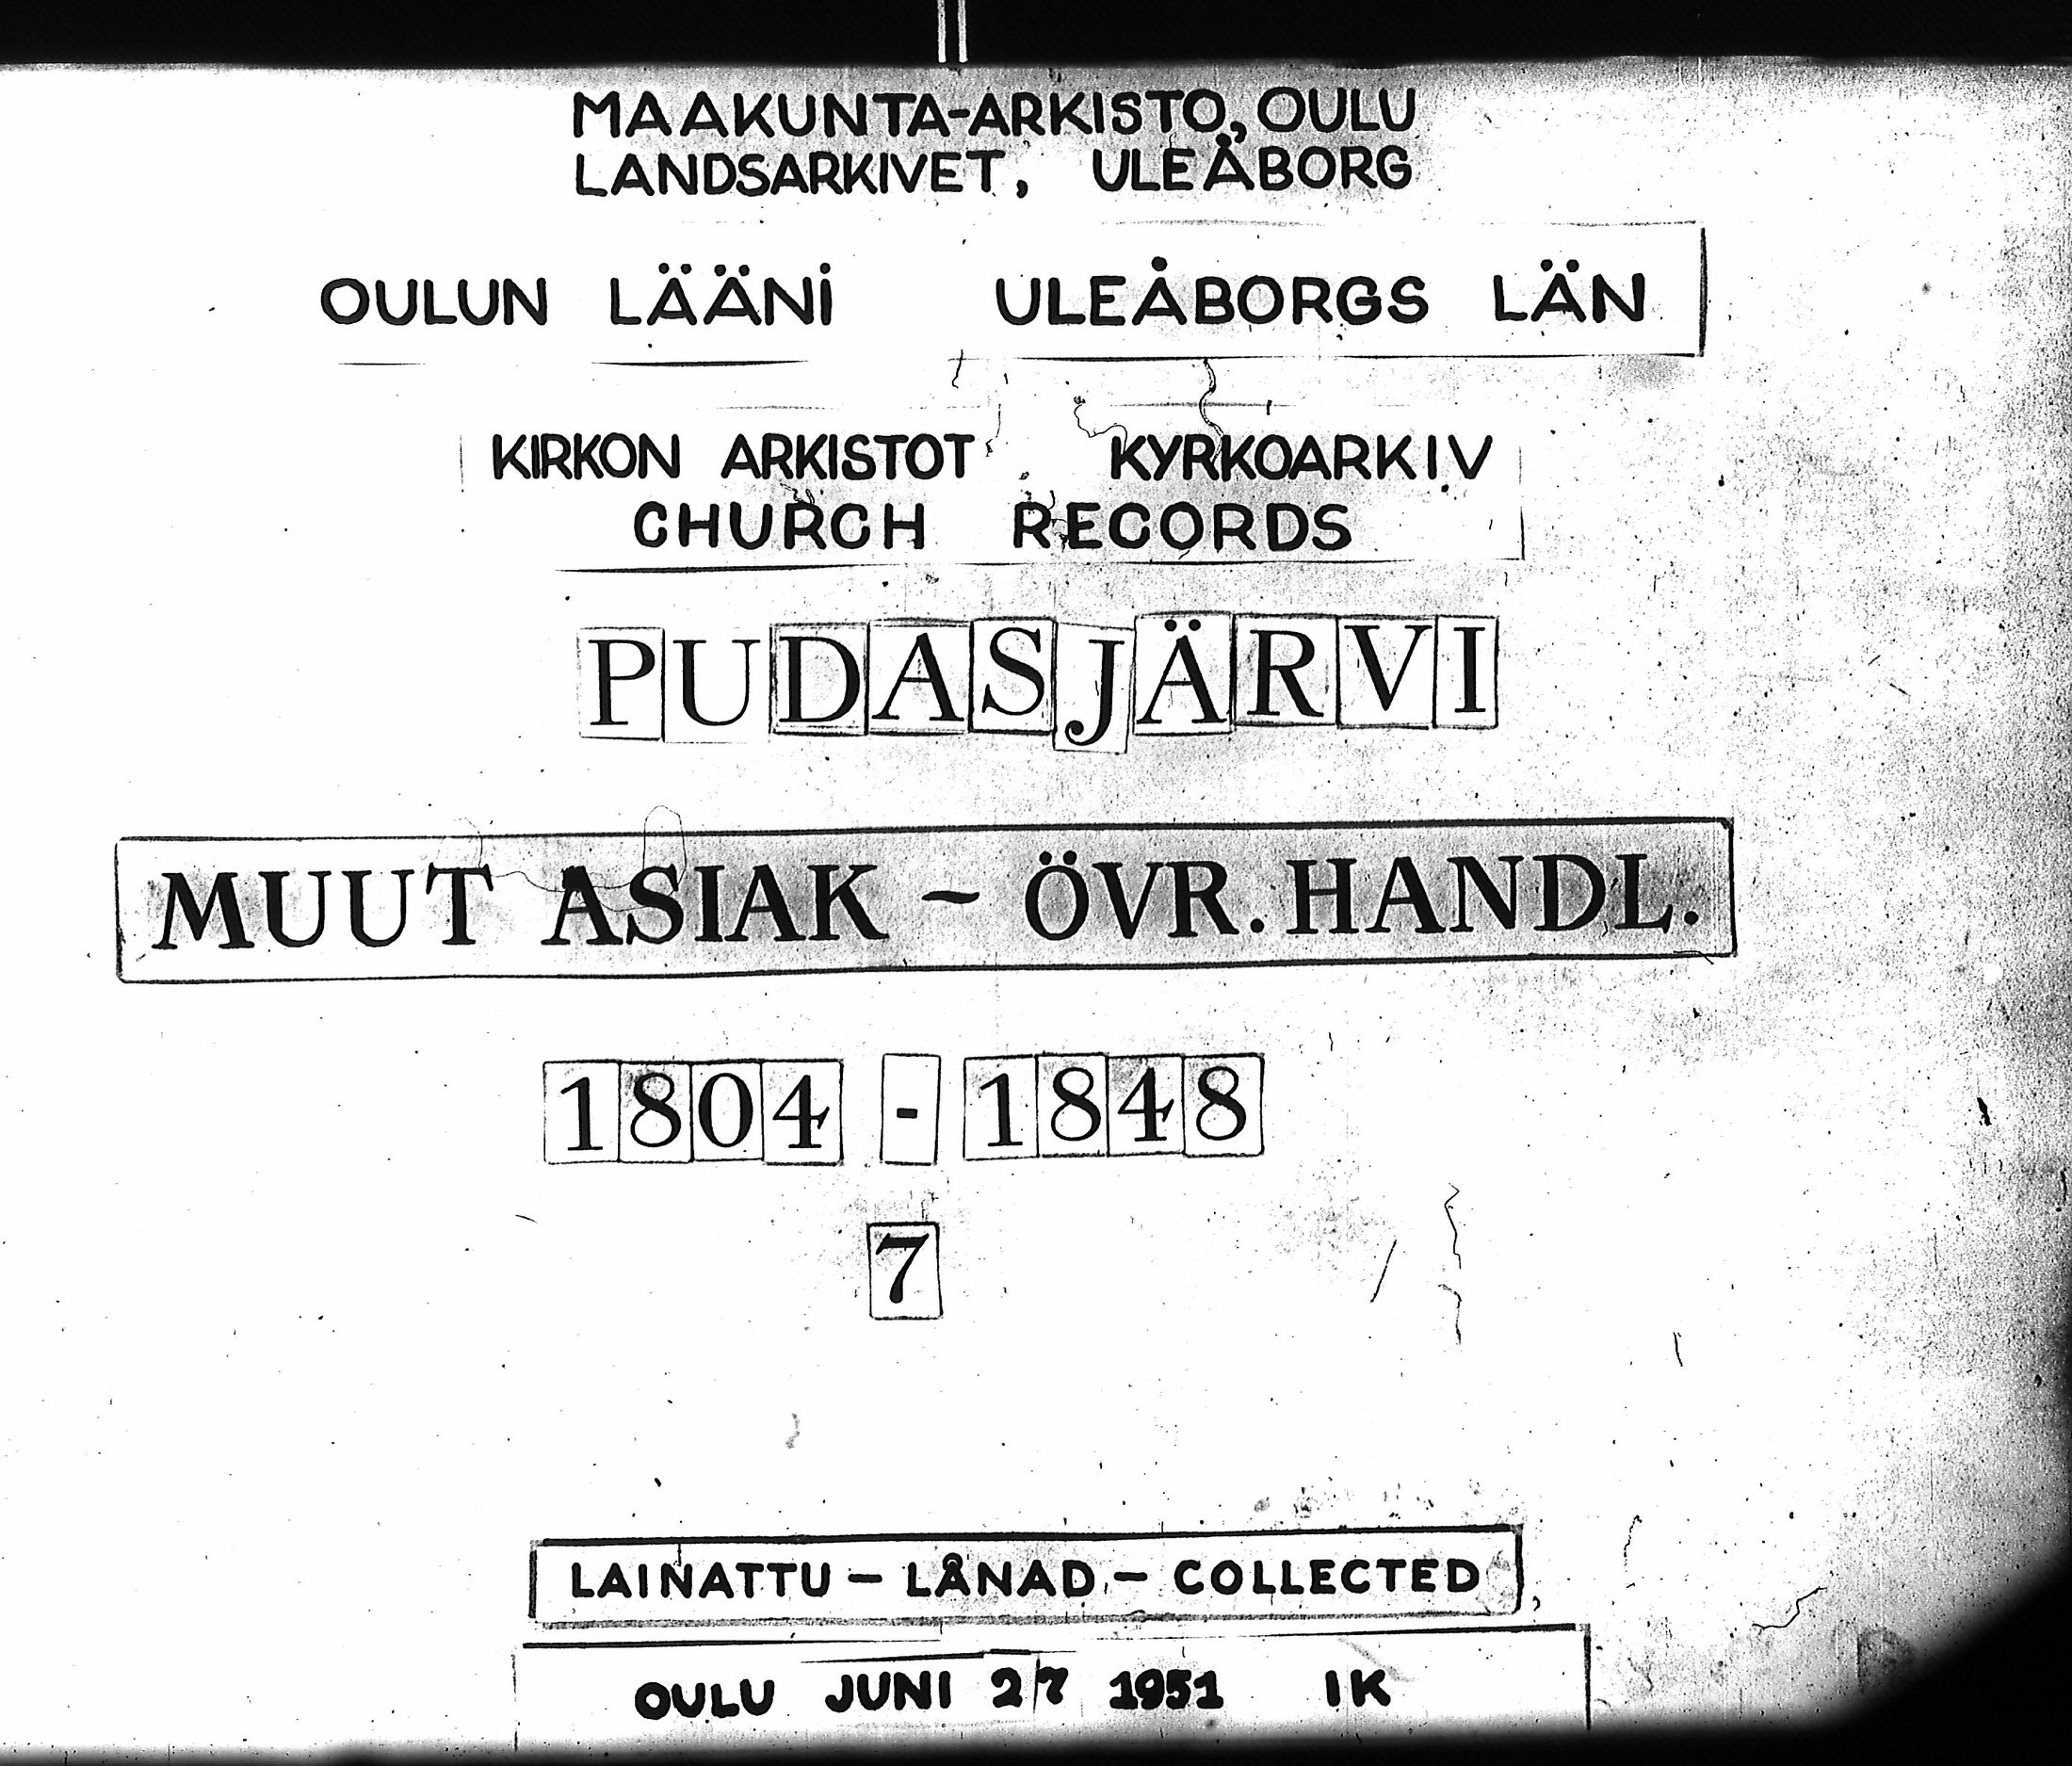 MAAKUNTA-ARKISTO, OULU
LANDSARKIVET, ULEÅBORG
OULUN LÄÄNI ULEÅBORGS LÄN
KIRKON ARKISTOT KYRKOARKIV
CHURCH RECORDS
PUDASJÄRVI
MUUT ASIAK ~ ÖVR. HANDL.
1804 - 1848
7
LAINATTU - LÅNAD - COLLECTED
OULU JUNI 27 1951 IK